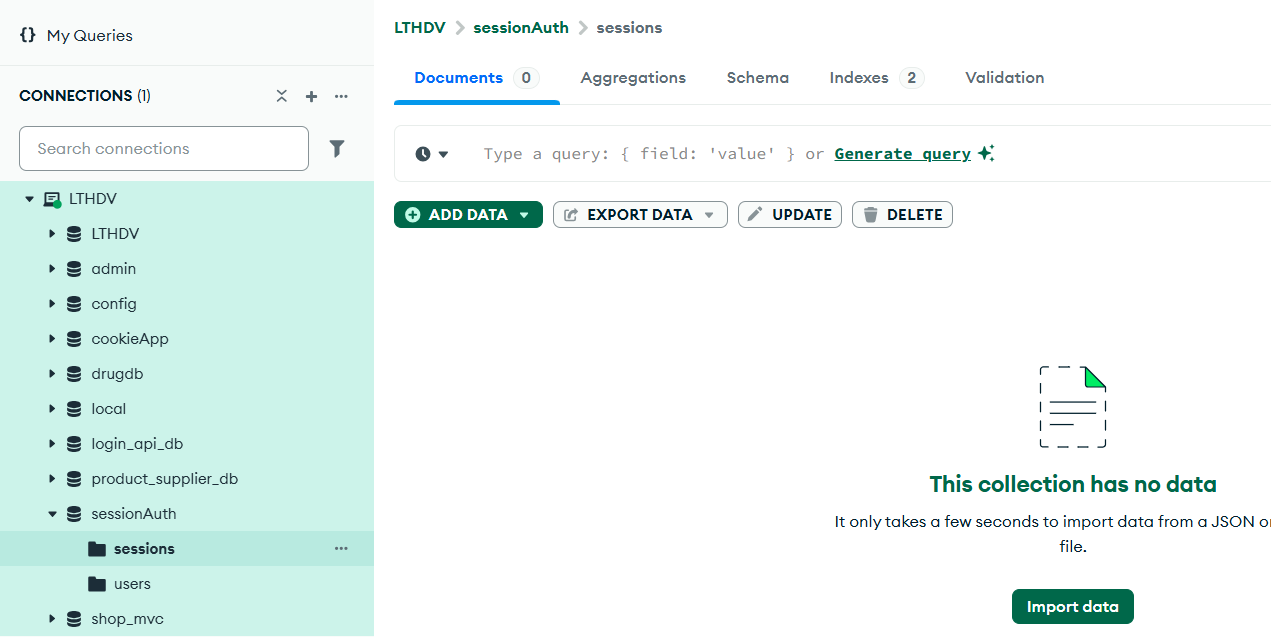 {} My Queries
CONNECTIONS (1)
Search connections
LTHDV
LTHDV
admin
config
cookieApp
drugdb
local
login_api_db
product_supplier_db
sessionAuth
sessions
users
shop_mvc
LTHDV > sessionAuth > sessions
Documents 0 Aggregations Schema Indexes 2 Validation
Type a query: { field: 'value' } or Generate query
ADD DATA EXPORT DATA UPDATE DELETE
This collection has no data
It only takes a few seconds to import data from a JSON or
file.
Import data